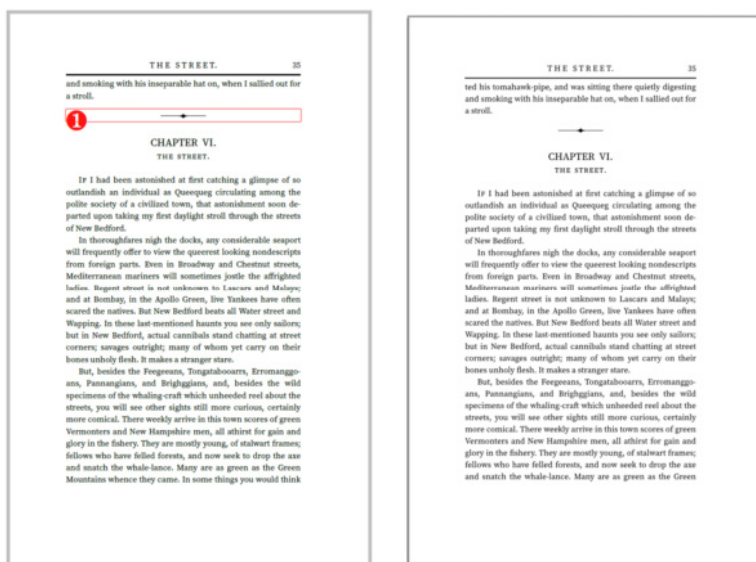 THE STREET. 35
and smoking with his inseparable hat on, when I sallied out for
a stroll.
1
CHAPTER VI.
THE STREET.
IF I had been astonished at first catching a glimpse of so
outlandish an individual as Queequeg circulating among the
polite society of a civilized town, that astonishment soon de-
parted upon taking my first daylight stroll through the streets
of New Bedford.
In thoroughfares nigh the docks, any considerable seaport
will frequently offer to view the queerest looking nondescripts
from foreign parts. Even in Broadway and Chestnut streets,
Mediterranean mariners will sometimes jostle the affrighted
ladies. Regent street is not unknown to Lascars and Malays;
and at Bombay, in the Apollo Green, live Yankees have often
scared the natives. But New Bedford beats all Water street and
Wapping. In these last-mentioned haunts you see only sailors;
but in New Bedford, actual cannibals stand chatting at street
corners; savages outright; many of whom yet carry on their
bones unholy flesh. It makes a stranger stare.
But, besides the Feegeeans, Tongatabooarrs, Erromanggo-
ans, Pannangians, and Brighggians, and, besides the wild
specimens of the whaling-craft which unheeded reel about the
streets, you will see other sights still more curious, certainly
more comical. There weekly arrive in this town scores of green
Vermonters and New Hampshire men, all athirst for gain and
glory in the fishery. They are mostly young, of stalwart frames;
fellows who have felled forests, and now seek to drop the axe
and snatch the whale-lance. Many are as green as the Green
Mountains whence they came. In some things you would think
THE STREET. 35
ted his tomahawk-pipe, and was sitting there quietly digesting
and smoking with his inseparable hat on, when I sallied out for
a stroll.
CHAPTER VI.
THE STREET.
IF I had been astonished at first catching a glimpse of so
outlandish an individual as Queequeg circulating among the
polite society of a civilized town, that astonishment soon de-
parted upon taking my first daylight stroll through the streets
of New Bedford.
In thoroughfares nigh the docks, any considerable seaport
will frequently offer to view the queerest looking nondescripts
from foreign parts. Even in Broadway and Chestnut streets,
Mediterranean mariners will sometimes jostle the affrighted
ladies. Regent street is not unknown to Lascars and Malays;
and at Bombay, in the Apollo Green, live Yankees have often
scared the natives. But New Bedford beats all Water street and
Wapping. In these last-mentioned haunts you see only sailors;
but in New Bedford, actual cannibals stand chatting at street
corners; savages outright; many of whom yet carry on their
bones unholy flesh. It makes a stranger stare.
But, besides the Feegeeans, Tongatabooarrs, Erromanggo-
ans, Pannangians, and Brighggians, and, besides the wild
specimens of the whaling-craft which unheeded reel about the
streets, you will see other sights still more curious, certainly
more comical. There weekly arrive in this town scores of green
Vermonters and New Hampshire men, all athirst for gain and
glory in the fishery. They are mostly young, of stalwart frames;
fellows who have felled forests, and now seek to drop the axe
and snatch the whale-lance. Many are as green as the Green